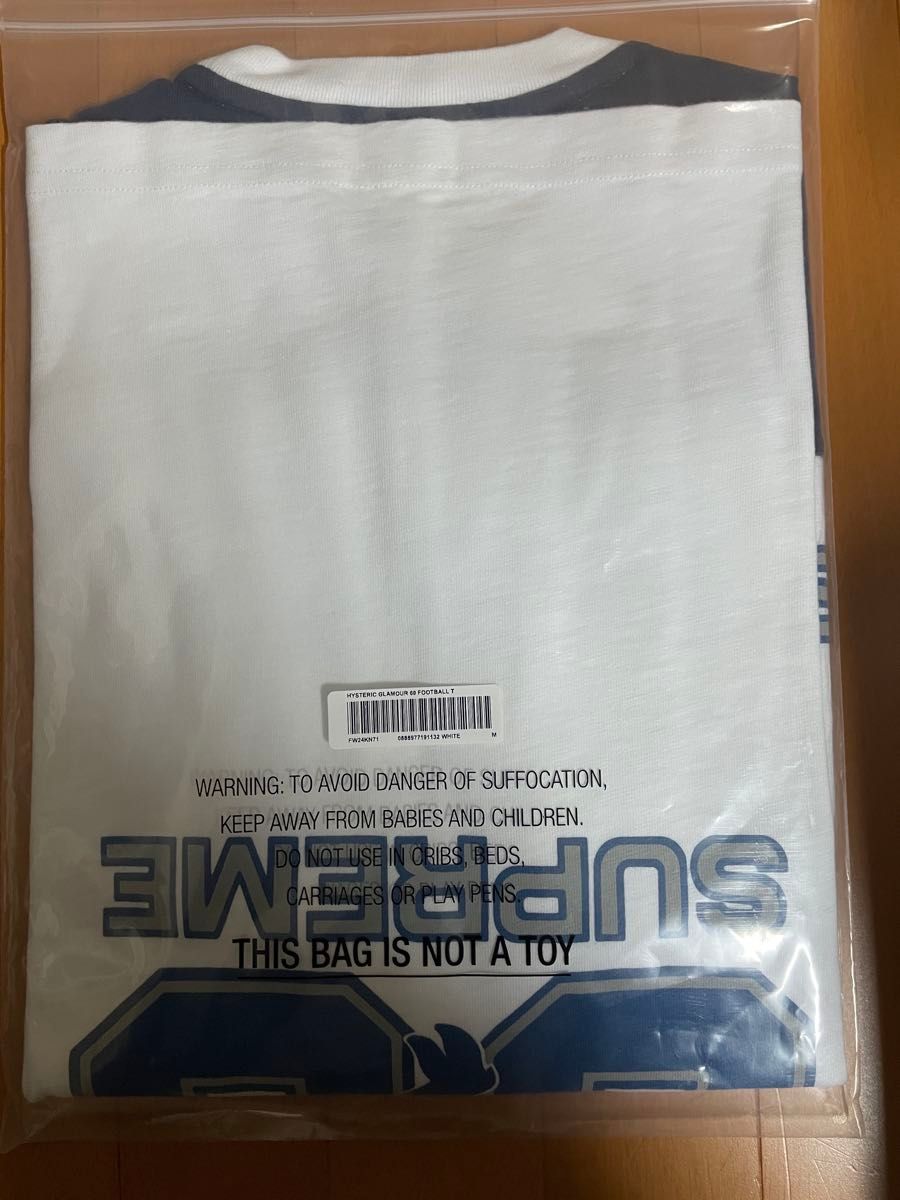 HYSTERIC GLAMOUR 69 FOOTBALL T
FW24KN71 0888977191132 WHITE M
WARNING: TO AVOID DANGER OF SUFFOCATION,
KEEP AWAY FROM BABIES AND CHILDREN.
DO NOT USE IN CRIBS, BEDS,
CARRIAGES OR PLAY PENS.
THIS BAG IS NOT A TOY
SUPREME